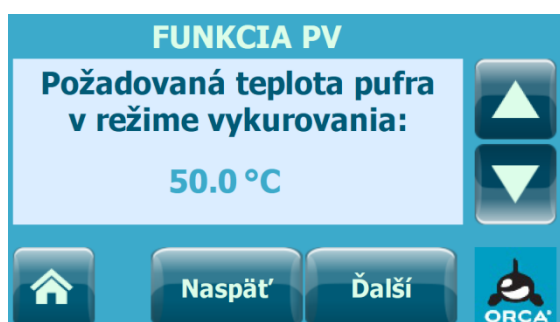 FUNKCIA PV
Požadovaná teplota pufra
v režime vykurovania:
50.0 °C
Naspäť
Ďalší
ORCA